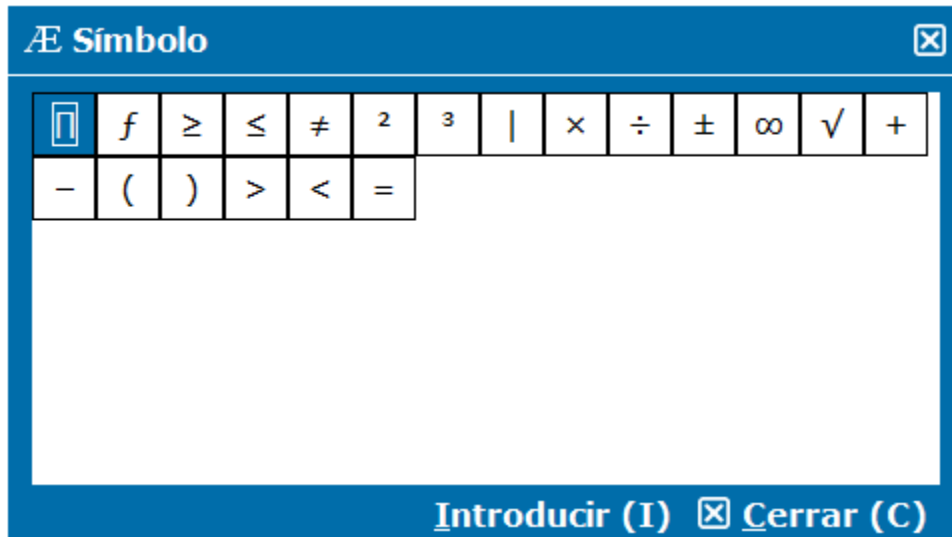 Æ Símbolo
∏ ƒ ≥ ≤ ≠ ² ³ | × ÷ ± ∞ √ +
− ( ) > < =
Introducir (I) Cerrar (C)